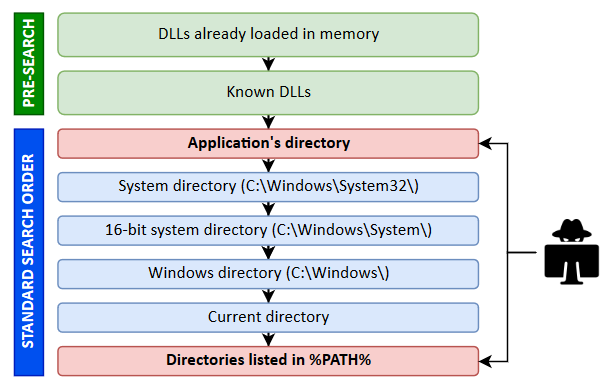 PRE-SEARCH
DLLs already loaded in memory
Known DLLs
STANDARD SEARCH ORDER
Application's directory
System directory (C:\Windows\System32\)
16-bit system directory (C:\Windows\System\)
Windows directory (C:\Windows\)
Current directory
Directories listed in %PATH%